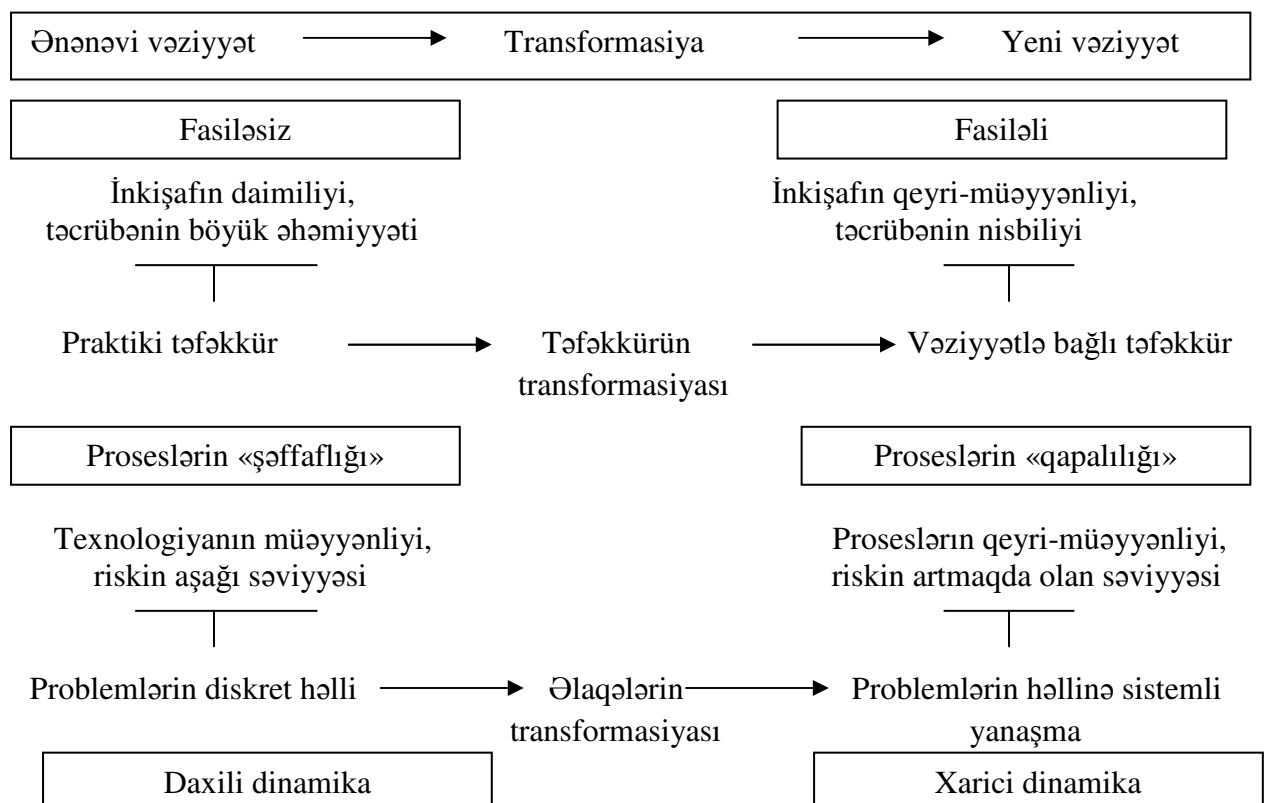 Ənənəvi vəziyyət Transformasiya Yeni vəziyyət
Fasiləsiz Fasiləli
İnkişafın daimiliyi, İnkişafın qeyri-müəyyənliyi,
təcrübənin böyük əhəmiyyəti təcrübənin nisbiliyi
Praktiki təfəkkür Təfəkkürün Vəziyyətlə bağlı təfəkkür
transformasiyası
Proseslərin «şəffaflığı» Proseslərin «qapalılığı»
Texnologiyanın müəyyənliyi, Proseslərın qeyri-müəyyənliyi,
riskin aşağı səviyyəsi riskin artmaqda olan səviyyəsi
Problemlərin diskret həlli Əlaqələrin Problemlərin həllinə sistemli
transformasiyası yanaşma
Daxili dinamika Xarici dinamika